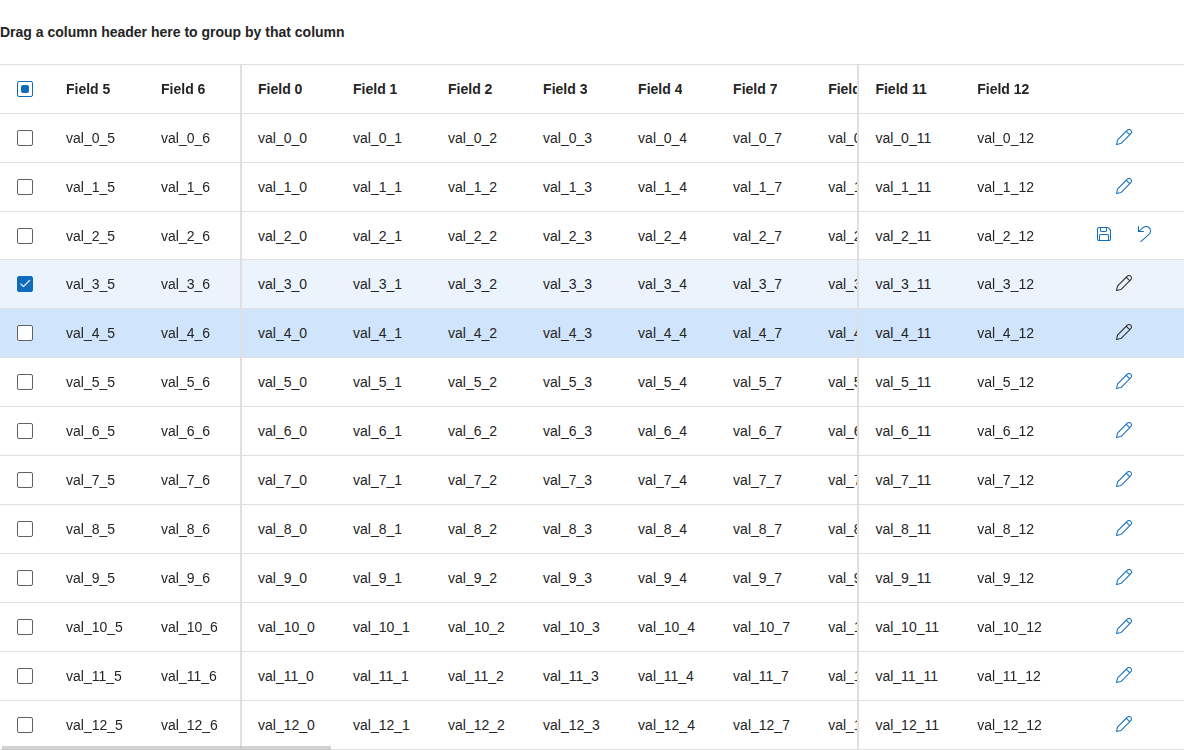 Drag a column header here to group by that column
Field 5 Field 6 Field 0 Field 1 Field 2 Field 3 Field 4 Field 7 Field 11 Field 12
val_0_5 val_0_6 val_0_0 val_0_1 val_0_2 val_0_3 val_0_4 val_0_7 val_0_11 val_0_12
val_1_5 val_1_6 val_1_0 val_1_1 val_1_2 val_1_3 val_1_4 val_1_7 val_1_11 val_1_12
val_2_5 val_2_6 val_2_0 val_2_1 val_2_2 val_2_3 val_2_4 val_2_7 val_2_11 val_2_12
val_3_5 val_3_6 val_3_0 val_3_1 val_3_2 val_3_3 val_3_4 val_3_7 val_3_11 val_3_12
val_4_5 val_4_6 val_4_0 val_4_1 val_4_2 val_4_3 val_4_4 val_4_7 val_4_11 val_4_12
val_5_5 val_5_6 val_5_0 val_5_1 val_5_2 val_5_3 val_5_4 val_5_7 val_5_11 val_5_12
val_6_5 val_6_6 val_6_0 val_6_1 val_6_2 val_6_3 val_6_4 val_6_7 val_6_11 val_6_12
val_7_5 val_7_6 val_7_0 val_7_1 val_7_2 val_7_3 val_7_4 val_7_7 val_7_11 val_7_12
val_8_5 val_8_6 val_8_0 val_8_1 val_8_2 val_8_3 val_8_4 val_8_7 val_8_11 val_8_12
val_9_5 val_9_6 val_9_0 val_9_1 val_9_2 val_9_3 val_9_4 val_9_7 val_9_11 val_9_12
val_10_5 val_10_6 val_10_0 val_10_1 val_10_2 val_10_3 val_10_4 val_10_7 val_10_11 val_10_12
val_11_5 val_11_6 val_11_0 val_11_1 val_11_2 val_11_3 val_11_4 val_11_7 val_11_11 val_11_12
val_12_5 val_12_6 val_12_0 val_12_1 val_12_2 val_12_3 val_12_4 val_12_7 val_12_11 val_12_12